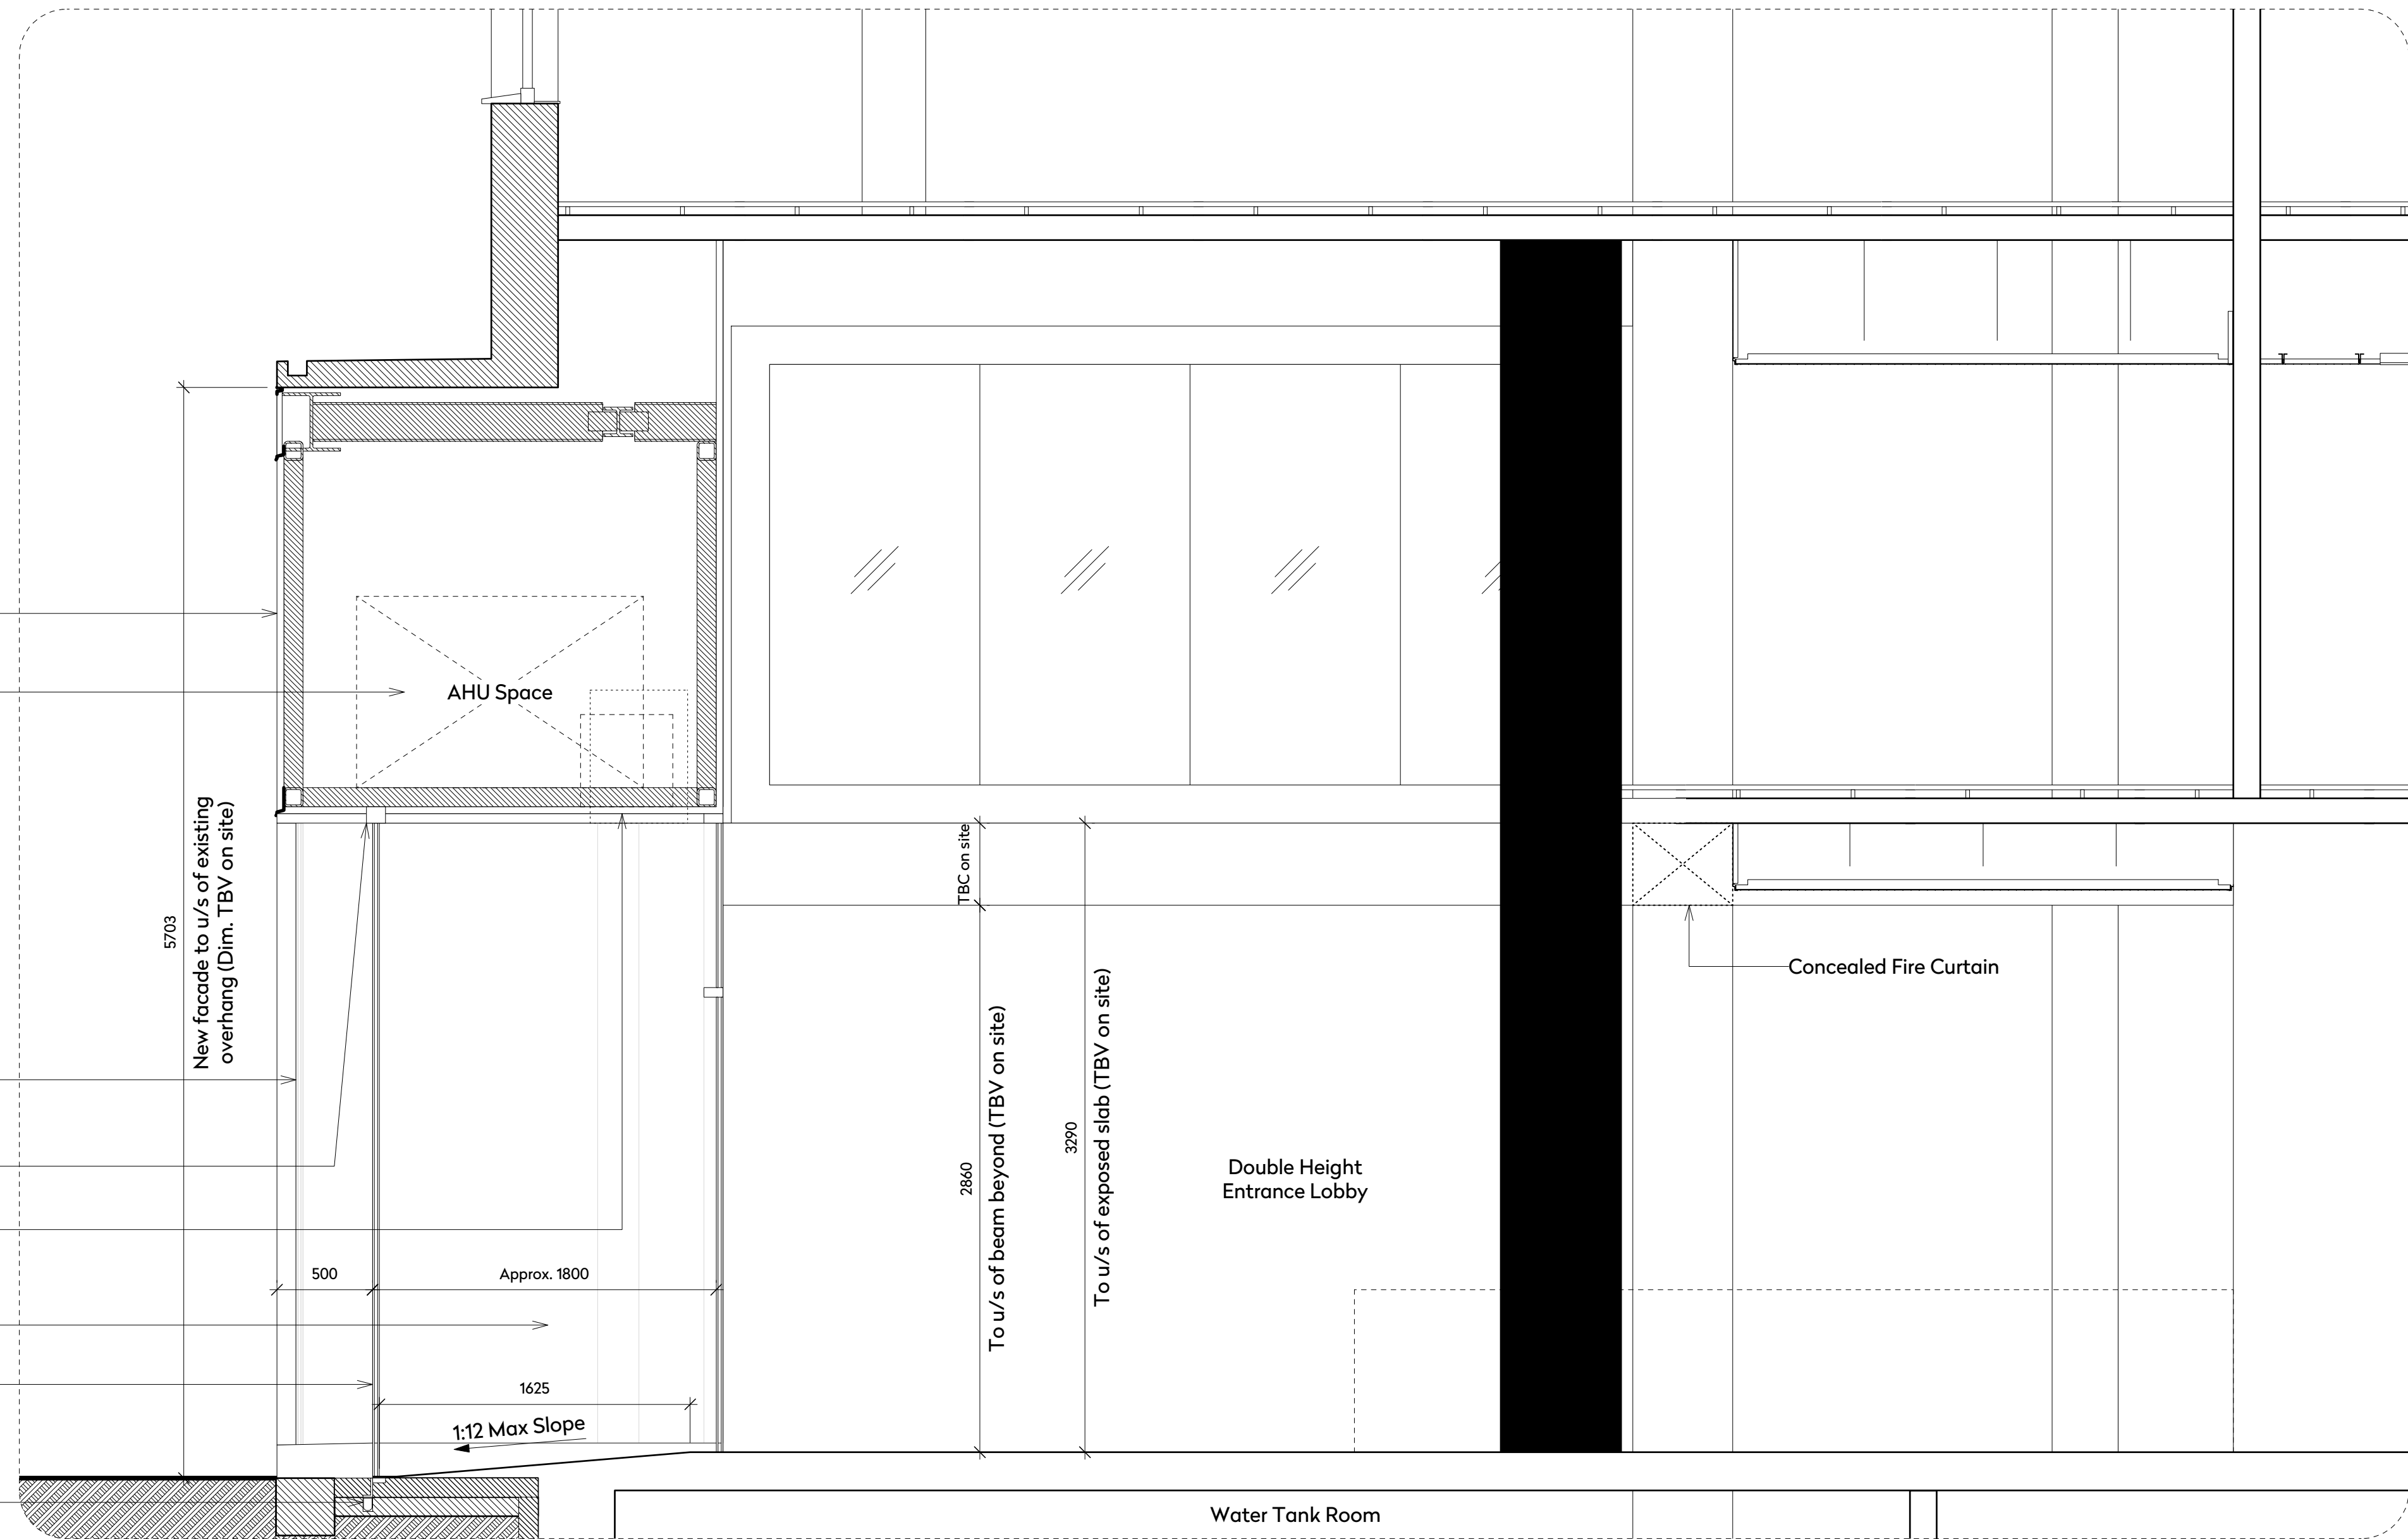 AHU Space
5703
New facade to u/s of existing
overhang (Dim. TBV on site)
TBC on site
Concealed Fire Curtain
2860
To u/s of beam beyond (TBV on site)
3290
To u/s of exposed slab (TBV on site)
Double Height
Entrance Lobby
500
Approx. 1800
1625
1:12 Max Slope
Water Tank Room